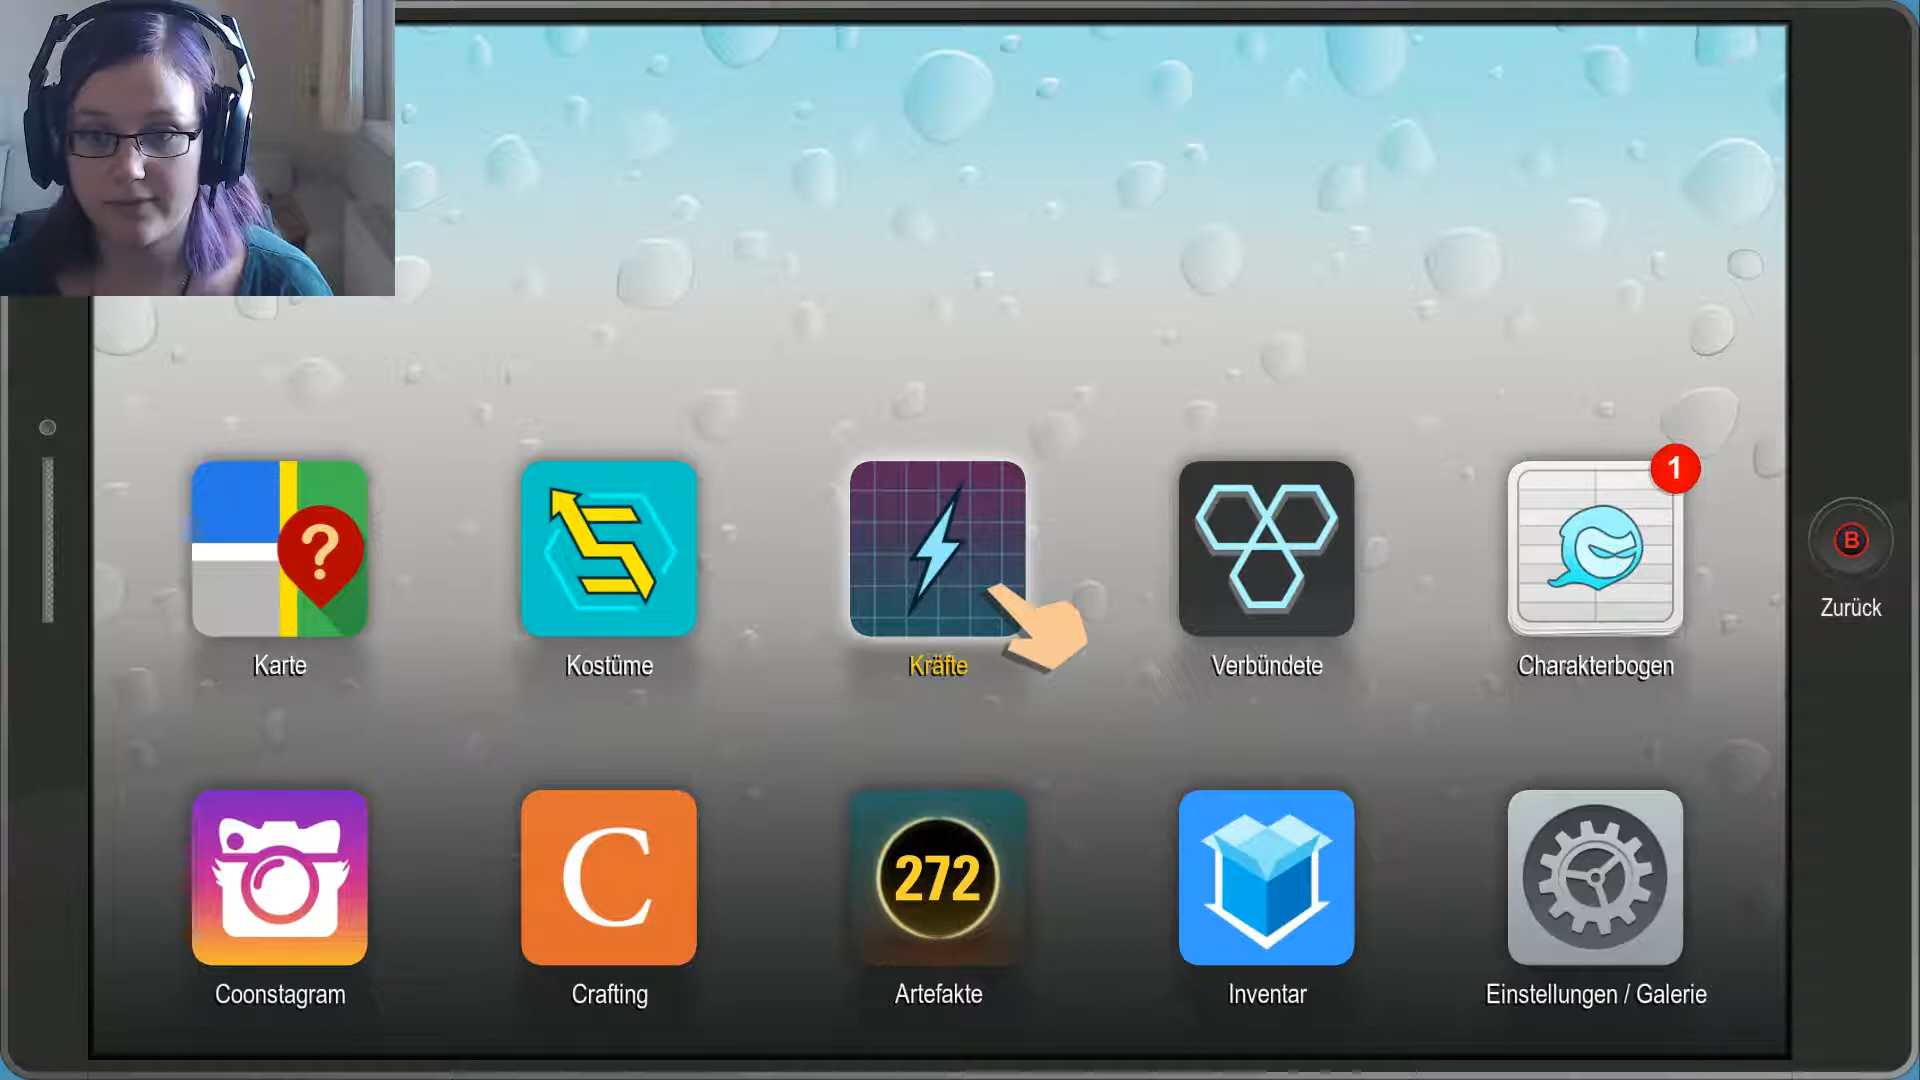 1
?
B
Zurück
Karte
Kostüme
Kräfte
Verbündete
Charakterbogen
C
272
Coonstagram
Crafting
Artefakte
Inventar
Einstellungen / Galerie